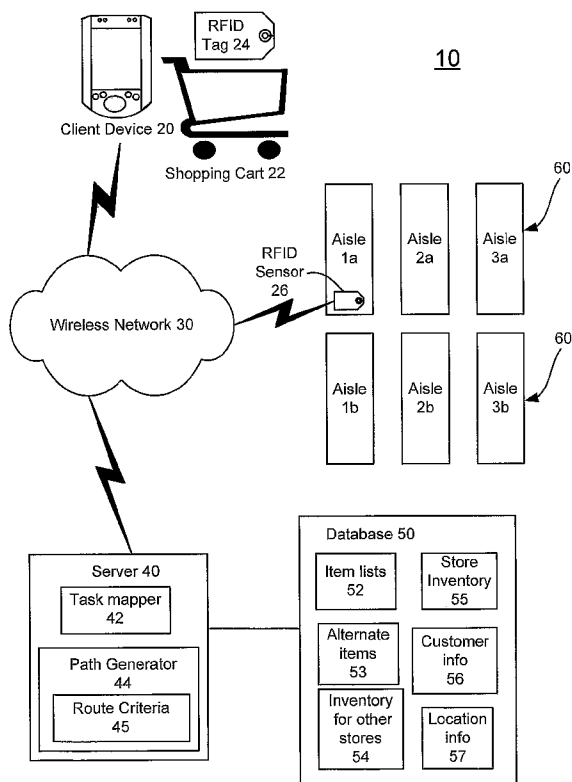 RFID
Tag 24
10
Client Device 20
Shopping Cart 22
60
Aisle
1a
Aisle
2a
Aisle
3a
RFID
Sensor
26
Wireless Network 30
60
Aisle
1b
Aisle
2b
Aisle
3b
Server 40
Task mapper
42
Path Generator
44
Route Criteria
45
Database 50
Item lists
52
Store
Inventory
55
Alternate
items
53
Customer
info
56
Inventory
for other
stores
54
Location
info
57